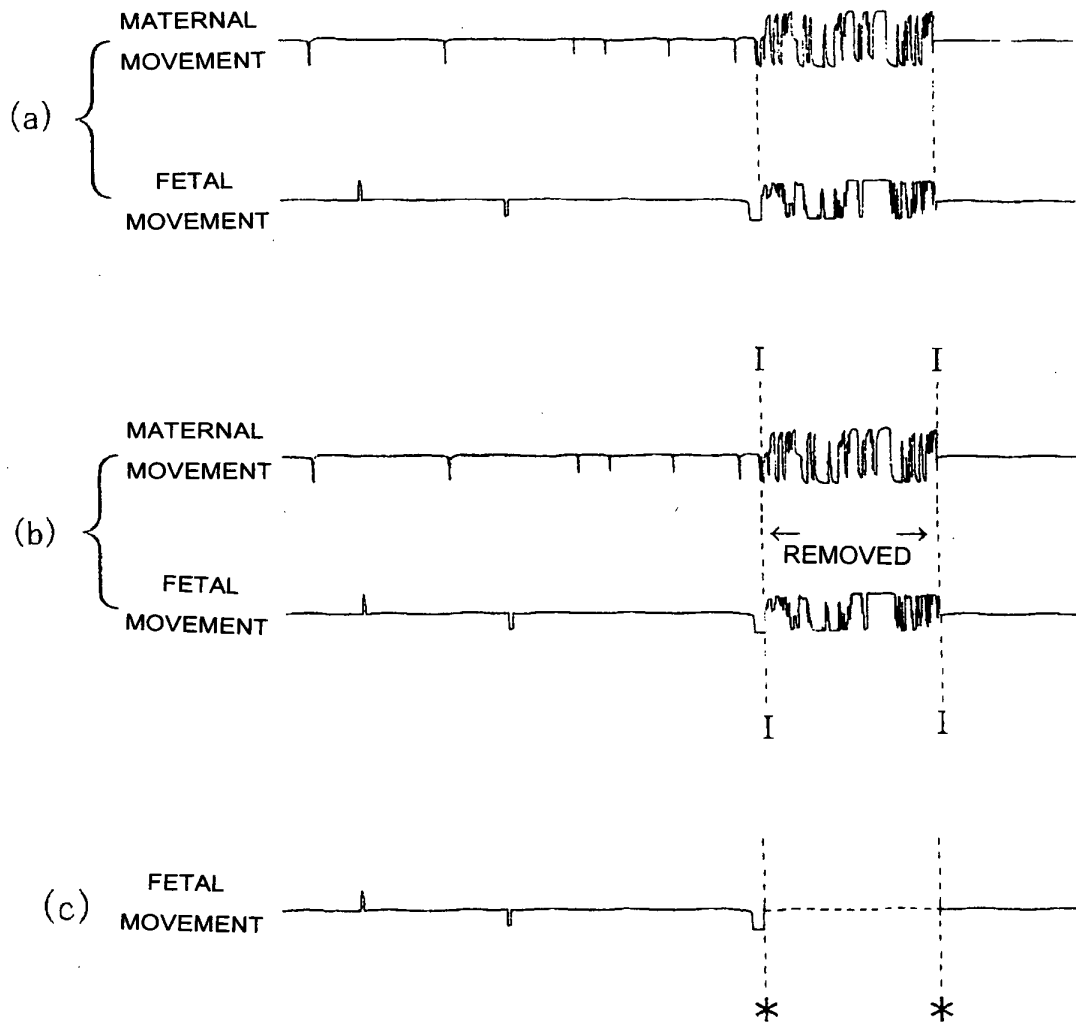 MATERNAL
MOVEMENT
(a)
FETAL
MOVEMENT
I I
MATERNAL
MOVEMENT
(b)
← →
REMOVED
FETAL
MOVEMENT
I I
FETAL
(c)
MOVEMENT
* *